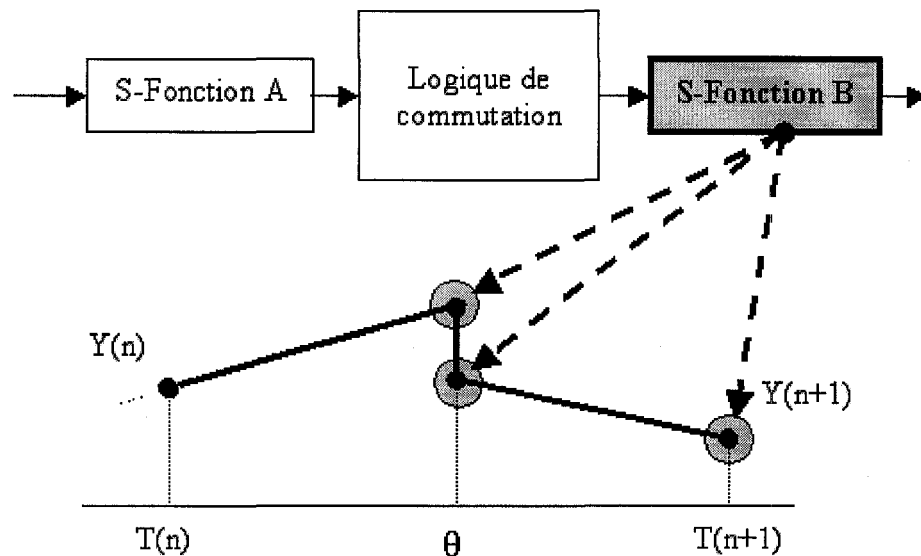 S-Fonction A
Logique de
commutation
S-Fonction B
Y(n)
Y(n+1)
...
T(n)
θ
T(n+1)